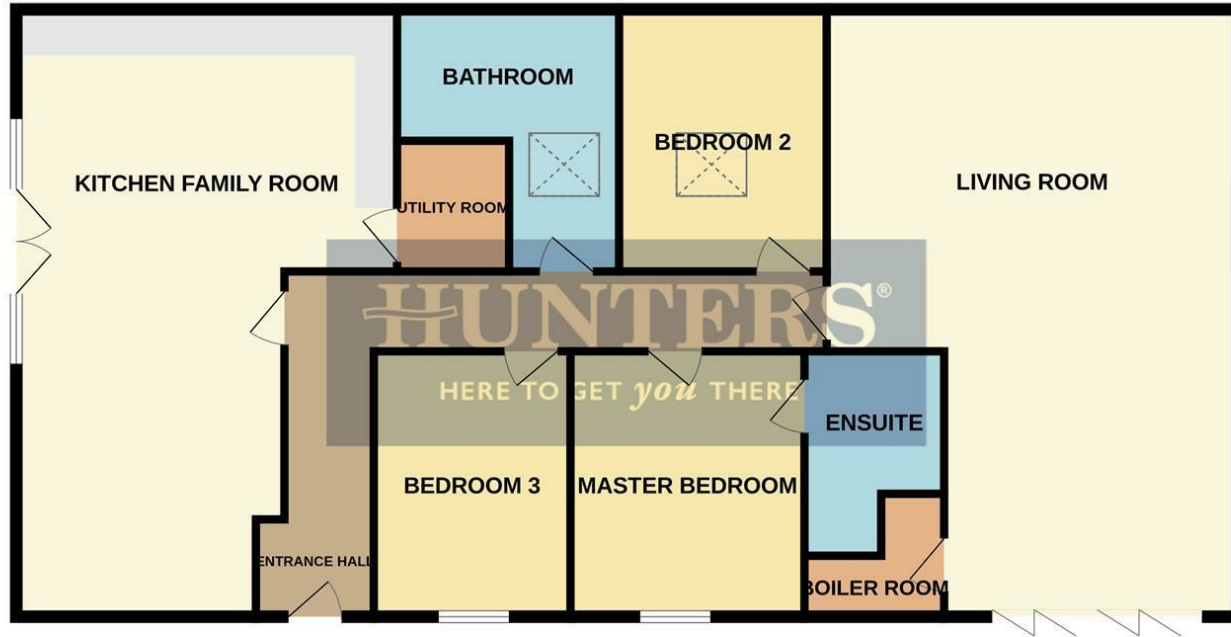 BATHROOM
BEDROOM 2
KITCHEN FAMILY ROOM
LIVING ROOM
UTILITY ROOM
HUNTERS®
HERE TO GET you THERE
ENSUITE
BEDROOM 3
MASTER BEDROOM
ENTRANCE HALL
BOILER ROOM